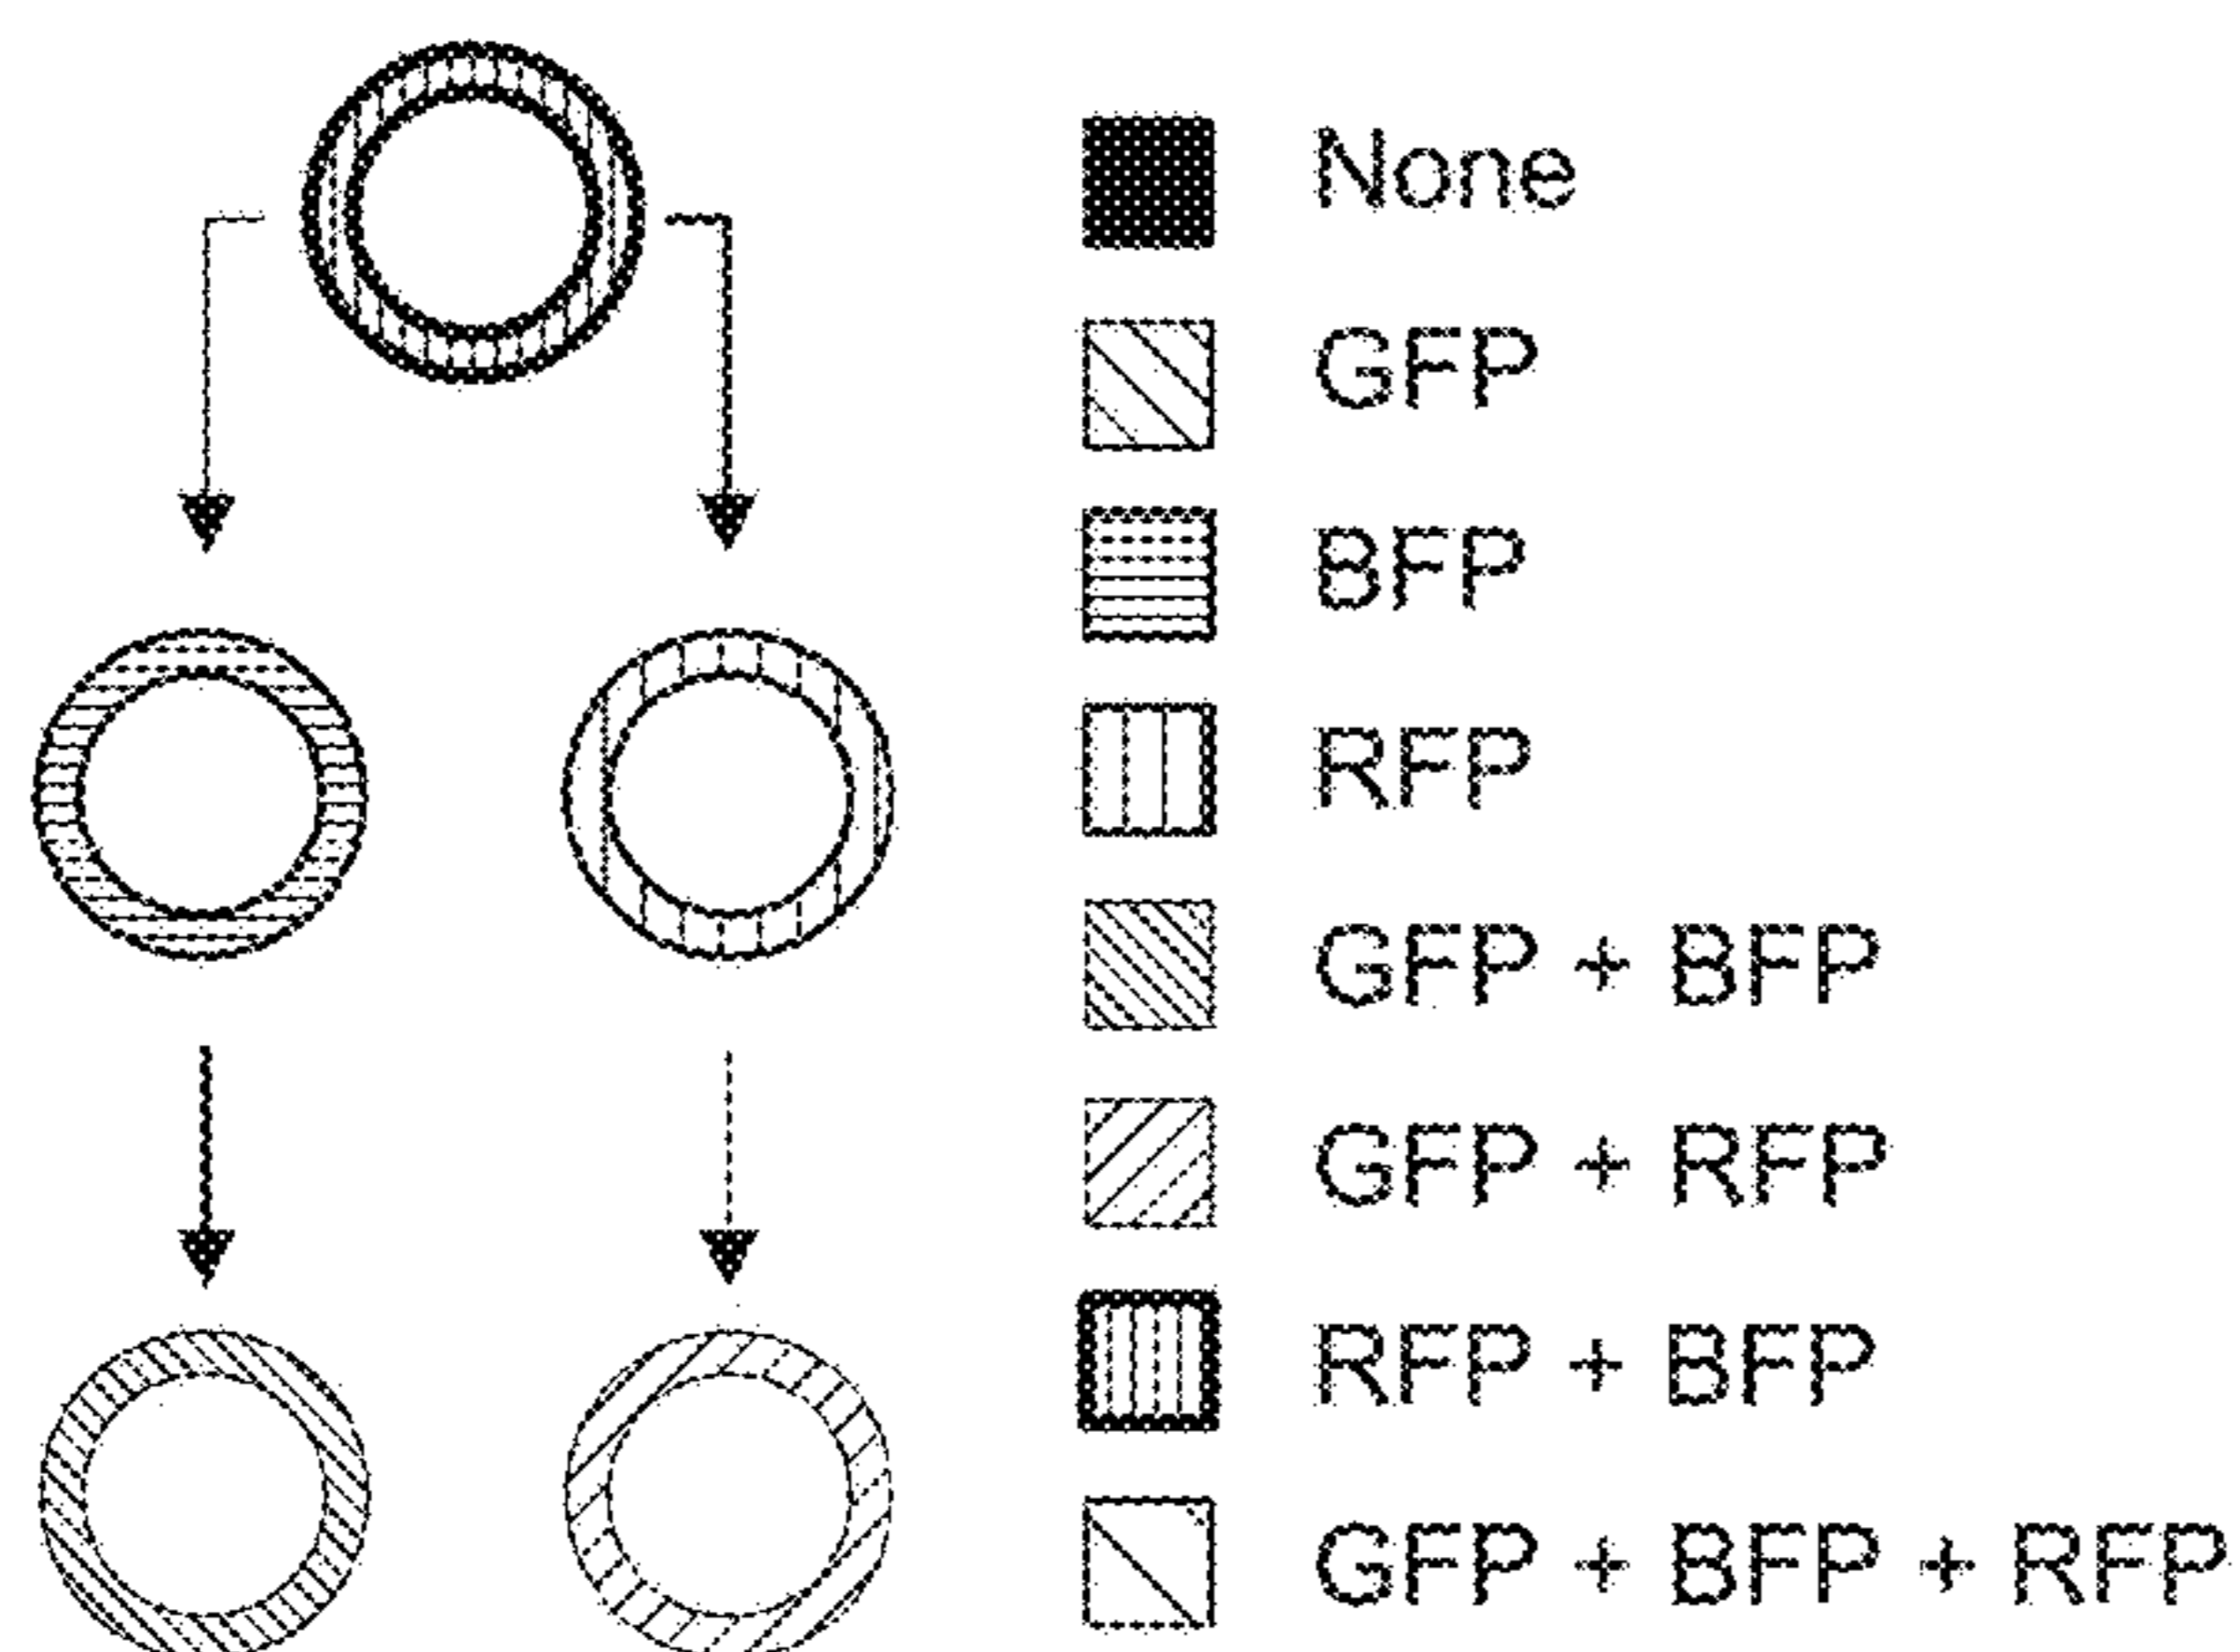 None
GFP
BFP
RFP
GFP + BFP
GFP + RFP
RFP + BFP
GFP + BFP + RFP